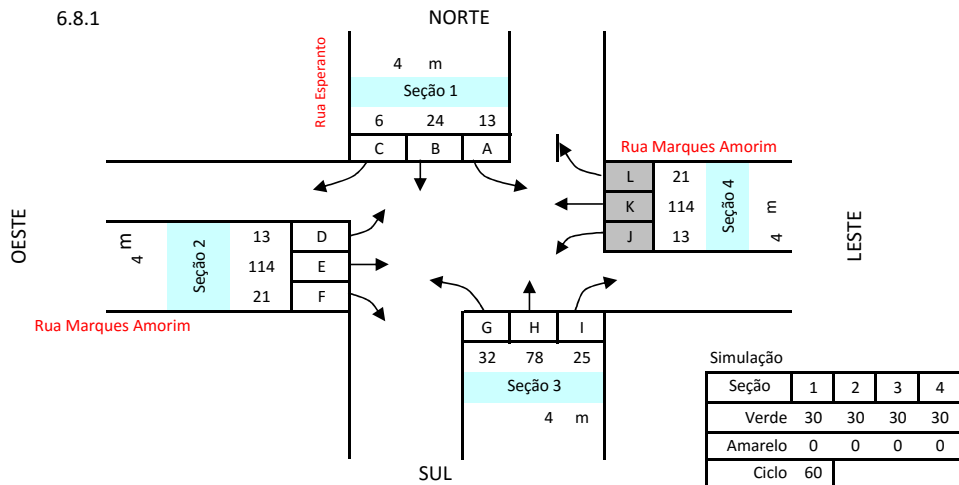 6.8.1
NORTE
Rua Esperanto
4 m
Seção 1
6 24 13
C B A
Rua Marques Amorim
L 21
K 114
J 13
Seção 4
4 m
LESTE
OESTE
4 m
Seção 2
13 D
114 E
21 F
Rua Marques Amorim
G H I
32 78 25
Seção 3
4 m
SUL
Simulação
Seção 1 2 3 4
Verde 30 30 30 30
Amarelo 0 0 0 0
Ciclo 60